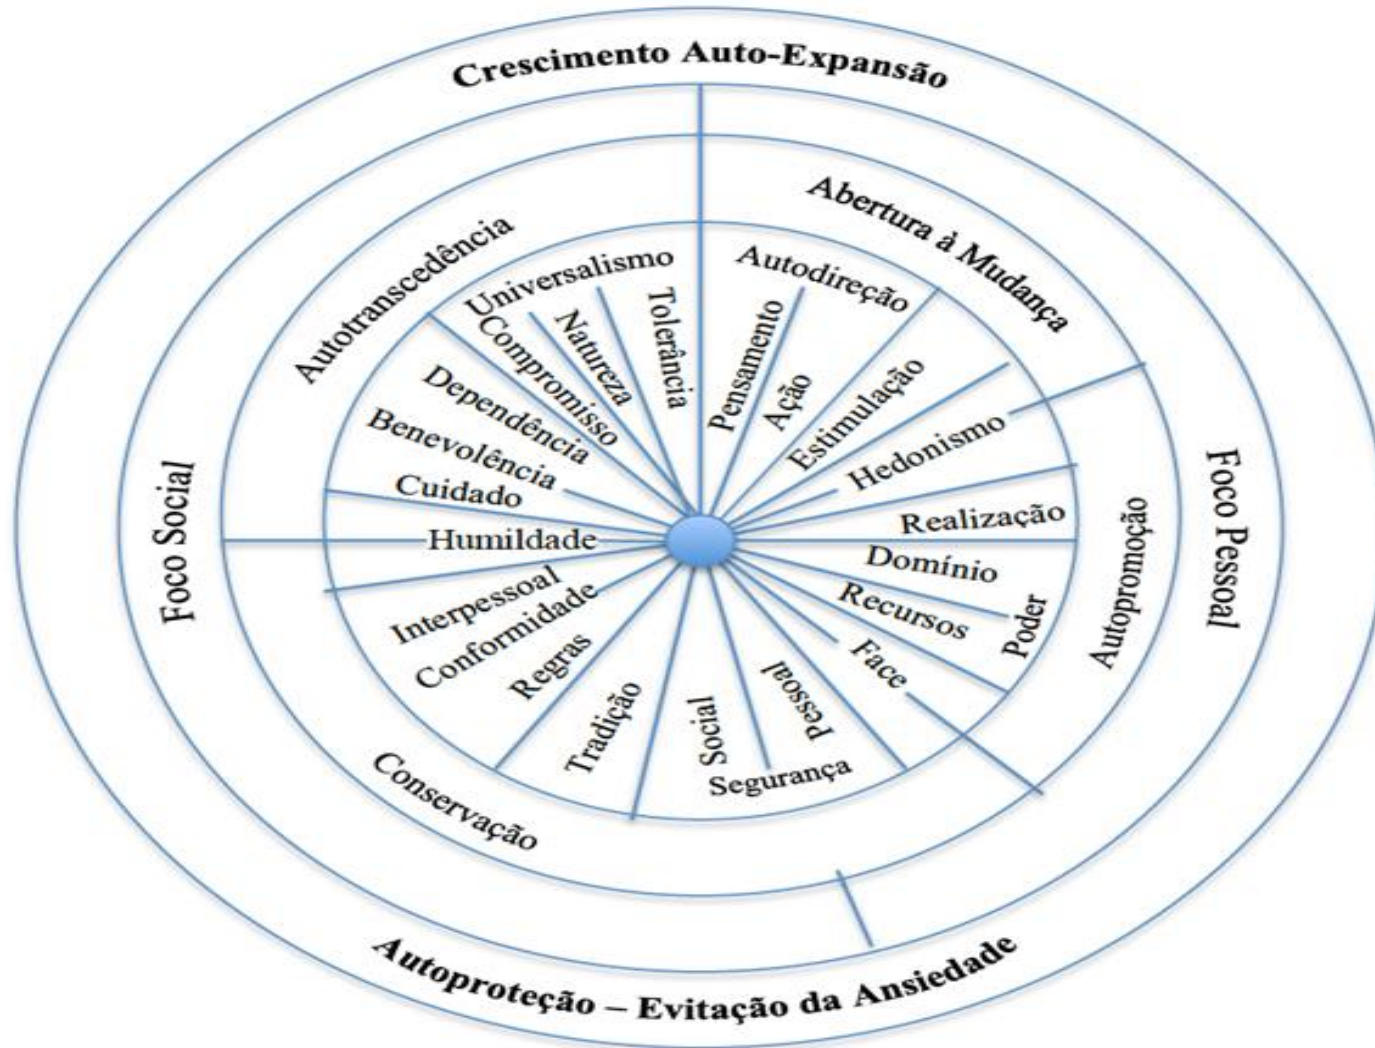 Crescimento Auto-Expansão
Abertura à Mudança
Autotranscedência
Universalismo
Autodireção
Compromisso
Natureza
Tolerância
Pensamento
Ação
Estimulação
Hedonismo
Dependência
Benevolência
Cuidado
Humildade
Realização
Domínio
Recursos
Poder
Face
Autopromoção
Foco Social
Foco Pessoal
Interpessoal
Conformidade
Regras
Tradição
Social
Pessoal
Segurança
Conservação
Autoproteção – Evitação da Ansiedade